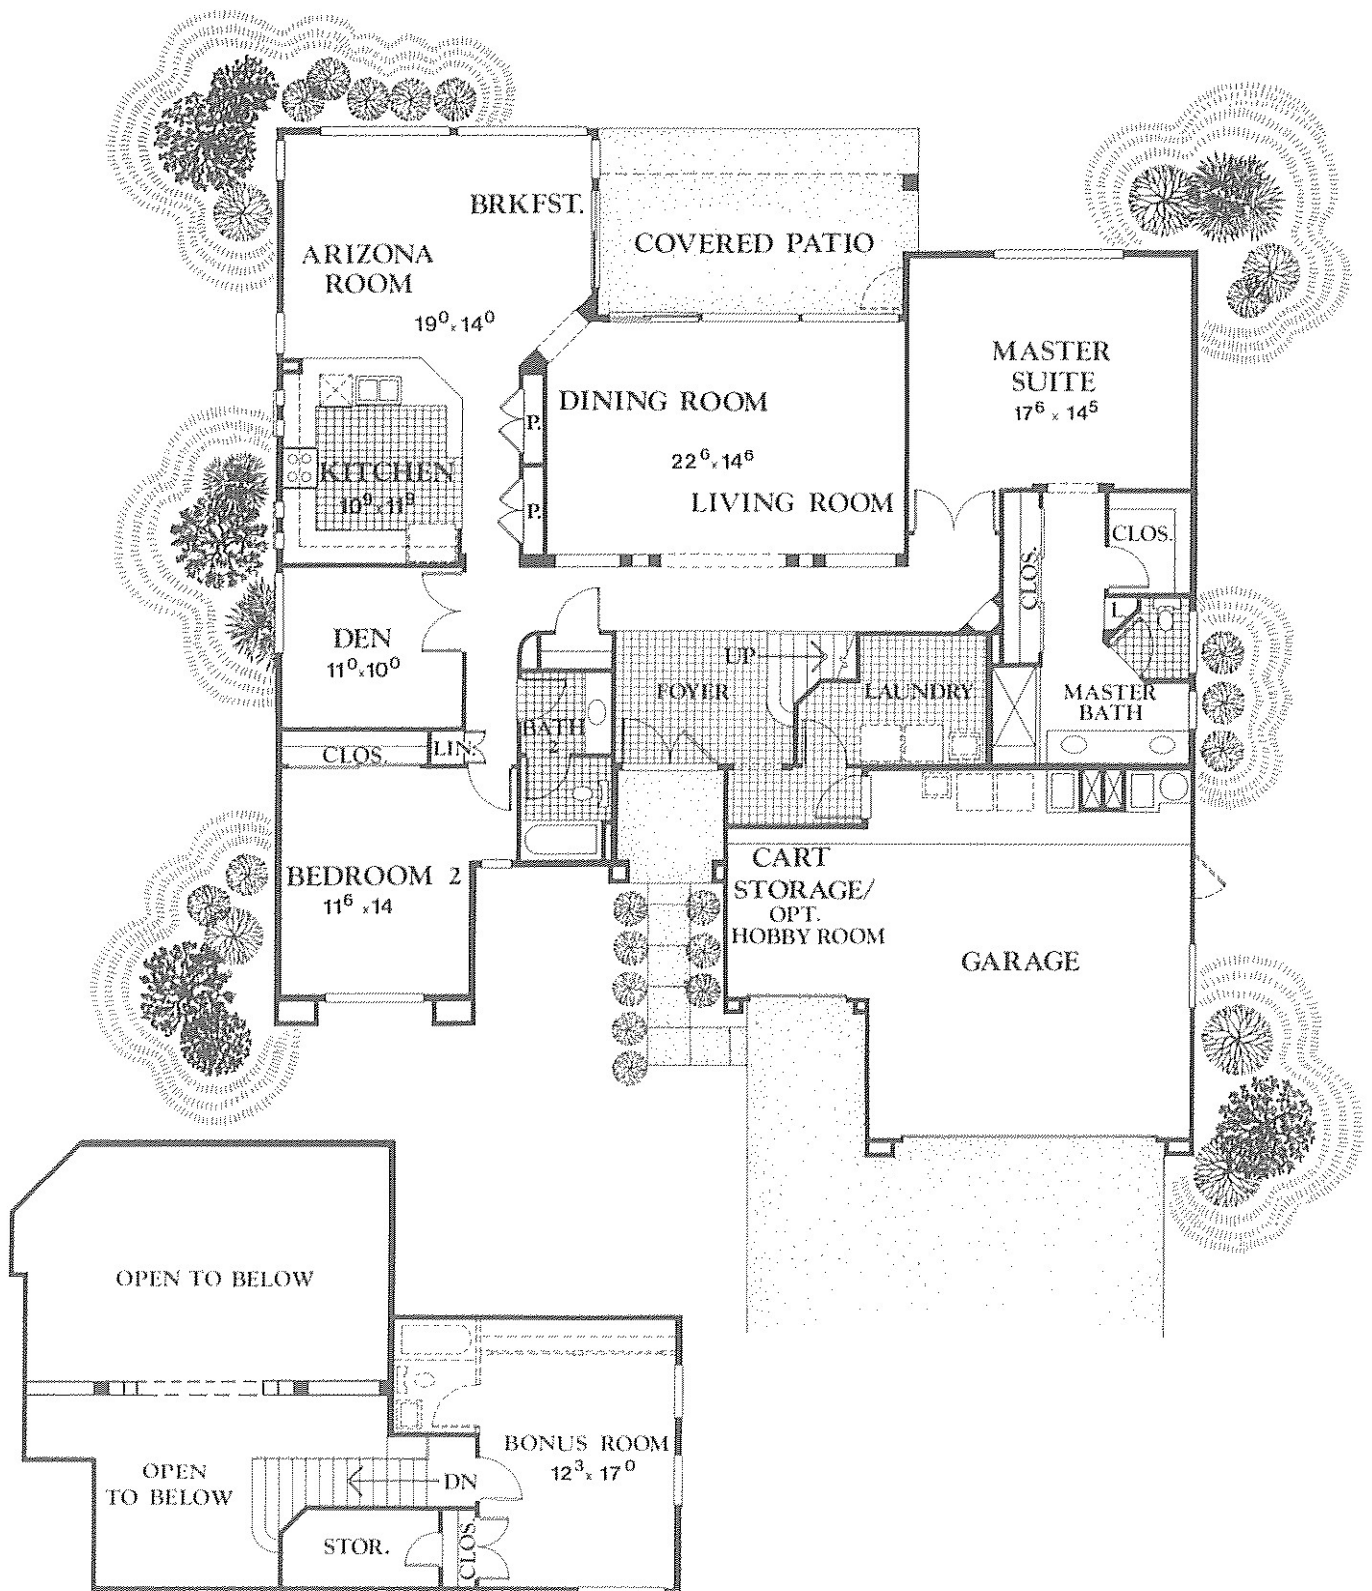 BRKFST.
ARIZONA
ROOM
19⁰ x 14⁰
COVERED PATIO
MASTER
SUITE
17⁶ x 14⁵
DINING ROOM
22⁶ x 14⁶
LIVING ROOM
P.
P.
KITCHEN
10⁹ x 11⁹
CLOS.
CLOS.
L.
DEN
11⁰ x 10⁰
UP
FOYER
LAUNDRY
MASTER
BATH
BATH
2
CLOS.
LIN.
BEDROOM 2
11⁶ x 14
CART
STORAGE/
OPT.
HOBBY ROOM
GARAGE
OPEN TO BELOW
OPEN
TO BELOW
DN
BONUS ROOM
12³ x 17⁰
STOR.
CLOS.